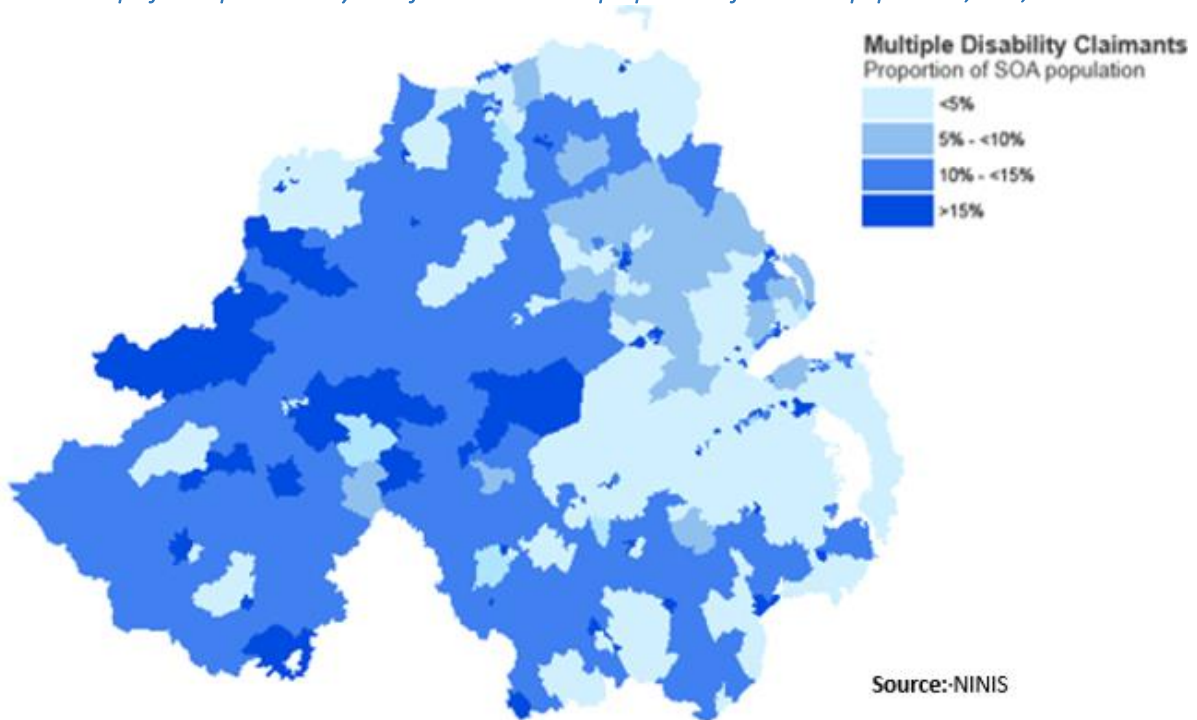 Multiple Disability Claimants
Proportion of SOA population
<5%
5% - <10%
10% - <15%
>15%
Source:-NINIS